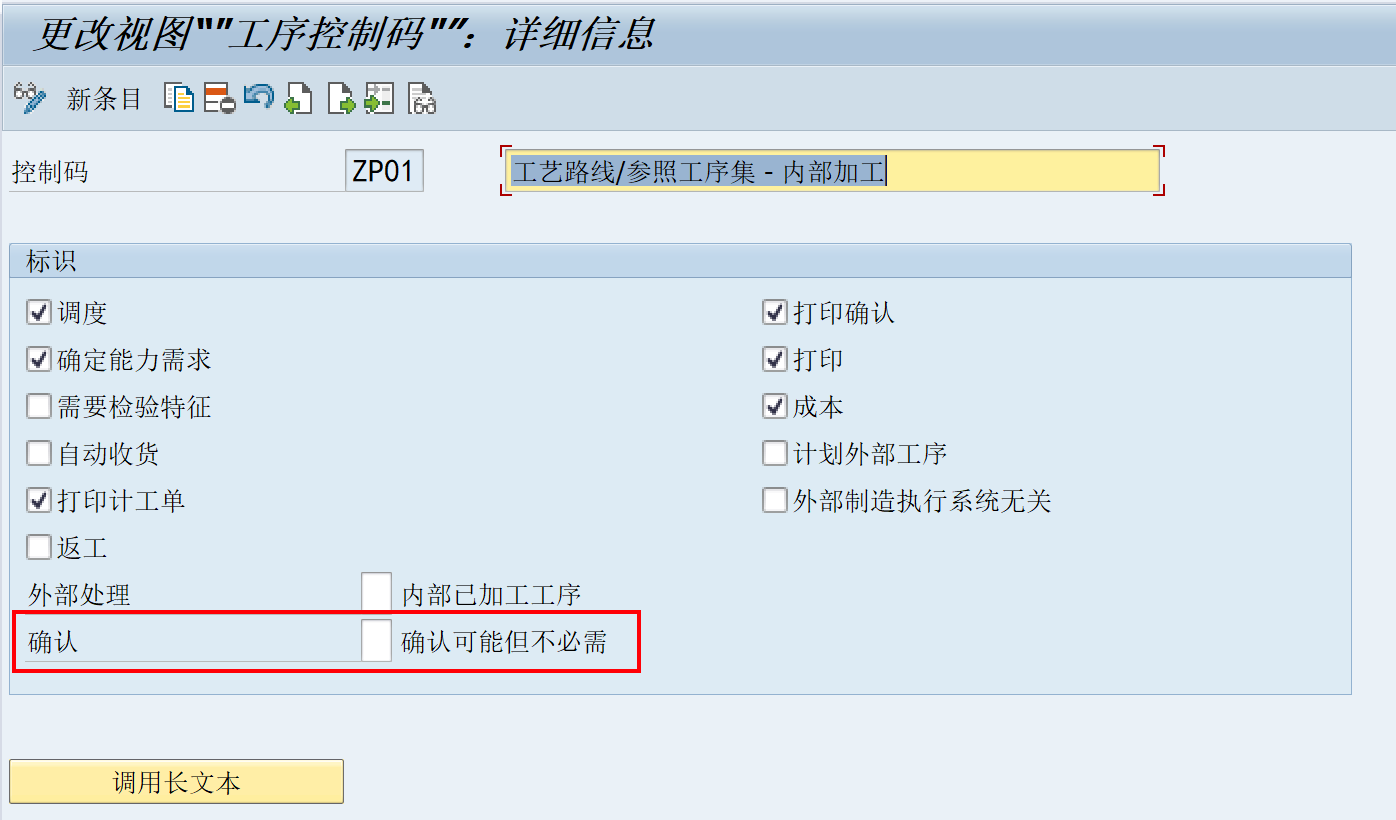 更改视图“”工序控制码“”：详细信息
新条目
控制码 ZP01 工艺路线/参照工序集 - 内部加工
标识
调度 打印确认
确定能力需求 打印
需要检验特征 成本
自动收货 计划外部工序
打印计工单 外部制造执行系统无关
返工
外部处理 内部已加工工序
确认 确认可能但不必需
调用长文本